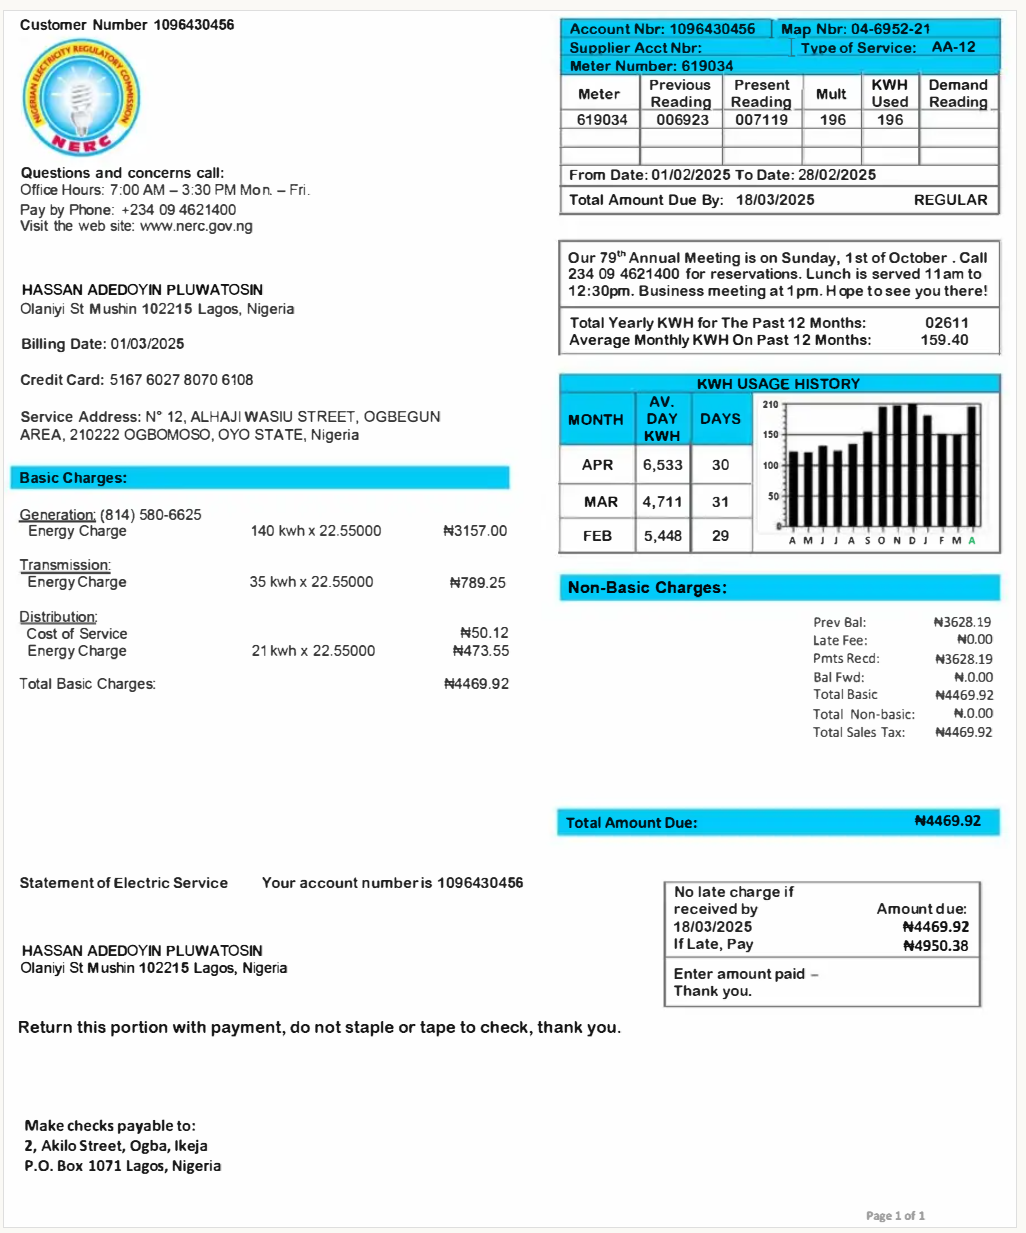 Customer Number 1096430456
NIGERIAN ELECTRICITY REGULATORY COMMISSION
NERC
Questions and concerns call:
Office Hours: 7:00 AM – 3:30 PM Mon. – Fri.
Pay by Phone: +234 09 4621400
Visit the web site: www.nerc.gov.ng
HASSAN ADEDOYIN PLUWATOSIN
Olaniyi St Mushin 102215 Lagos, Nigeria
Billing Date: 01/03/2025
Credit Card: 5167 6027 8070 6108
Service Address: N° 12, ALHAJI WASIU STREET, OGBEGUN
AREA, 210222 OGBOMOSO, OYO STATE, Nigeria
Basic Charges:
Generation: (814) 580-6625
Energy Charge 140 kwh x 22.55000 ₦3157.00
Transmission:
Energy Charge 35 kwh x 22.55000 ₦789.25
Distribution:
Cost of Service ₦50.12
Energy Charge 21 kwh x 22.55000 ₦473.55
Total Basic Charges: ₦4469.92
Account Nbr: 1096430456 Map Nbr: 04-6952-21
Supplier Acct Nbr: Type of Service: AA-12
Meter Number: 619034
Meter Previous Reading Present Reading Mult KWH Used Demand Reading
619034 006923 007119 196 196
From Date: 01/02/2025 To Date: 28/02/2025
Total Amount Due By: 18/03/2025 REGULAR
Our 79th Annual Meeting is on Sunday, 1st of October . Call
234 09 4621400 for reservations. Lunch is served 11am to
12:30pm. Business meeting at 1pm. Hope to see you there!
Total Yearly KWH for The Past 12 Months: 02611
Average Monthly KWH On Past 12 Months: 159.40
KWH USAGE HISTORY
MONTH AV. DAY KWH DAYS
APR 6,533 30
MAR 4,711 31
FEB 5,448 29
210
150
100
50
0
A M J J A S O N D J F M A
Non-Basic Charges:
Prev Bal: ₦3628.19
Late Fee: ₦0.00
Pmts Recd: ₦3628.19
Bal Fwd: ₦.0.00
Total Basic ₦4469.92
Total Non-basic: ₦.0.00
Total Sales Tax: ₦4469.92
Total Amount Due: ₦4469.92
Statement of Electric Service Your account number is 1096430456
HASSAN ADEDOYIN PLUWATOSIN
Olaniyi St Mushin 102215 Lagos, Nigeria
No late charge if
received by Amount due:
18/03/2025 ₦4469.92
If Late, Pay ₦4950.38
Enter amount paid –
Thank you.
Return this portion with payment, do not staple or tape to check, thank you.
Make checks payable to:
2, Akilo Street, Ogba, Ikeja
P.O. Box 1071 Lagos, Nigeria
Page 1 of 1